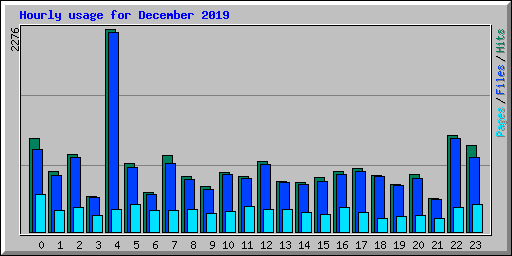 Hourly usage for December 2019
2276
Pages/Files/Hits
0 1 2 3 4 5 6 7 8 9 10 11 12 13 14 15 16 17 18 19 20 21 22 23